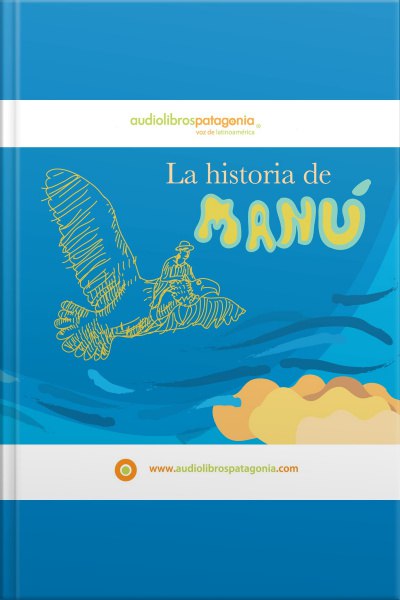 audiolibrospatagonia
voz de latinoamérica
La historia de
MANÚ
www.audiolibrospatagonia.com